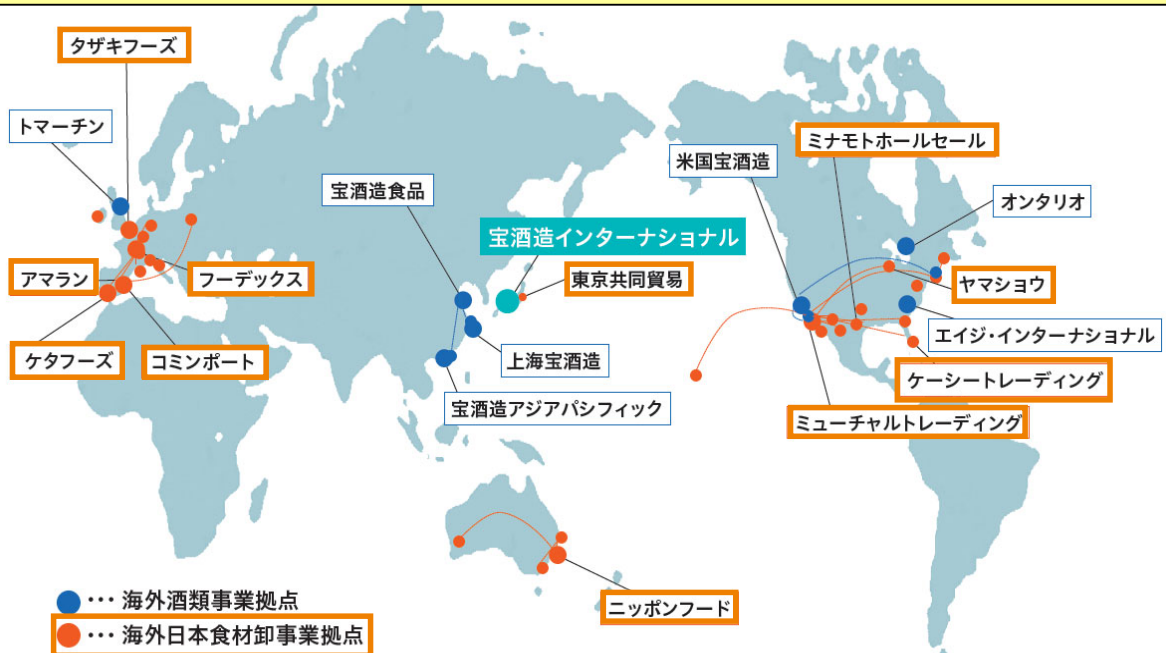 タザキフーズ
トマーチン
ミナモトホールセール
米国宝酒造
宝酒造食品
オンタリオ
宝酒造インターナショナル
アマラン
フーデックス
東京共同貿易
ヤマショウ
エイジ・インターナショナル
ケタフーズ
コミンポート
上海宝酒造
ケーシートレーディング
宝酒造アジアパシフィック
ミューチャルトレーディング
ニッポンフード
･･･ 海外酒類事業拠点
･･･ 海外日本食材卸事業拠点